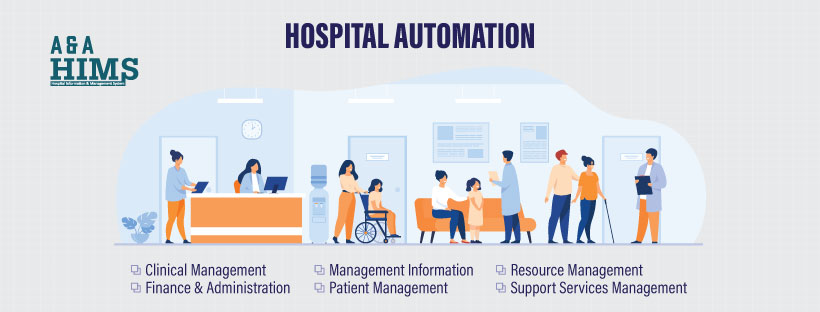 HOSPITAL AUTOMATION
A & A
HIMS
Hospital Information & Management System
Clinical Management
Management Information
Resource Management
Finance & Administration
Patient Management
Support Services Management